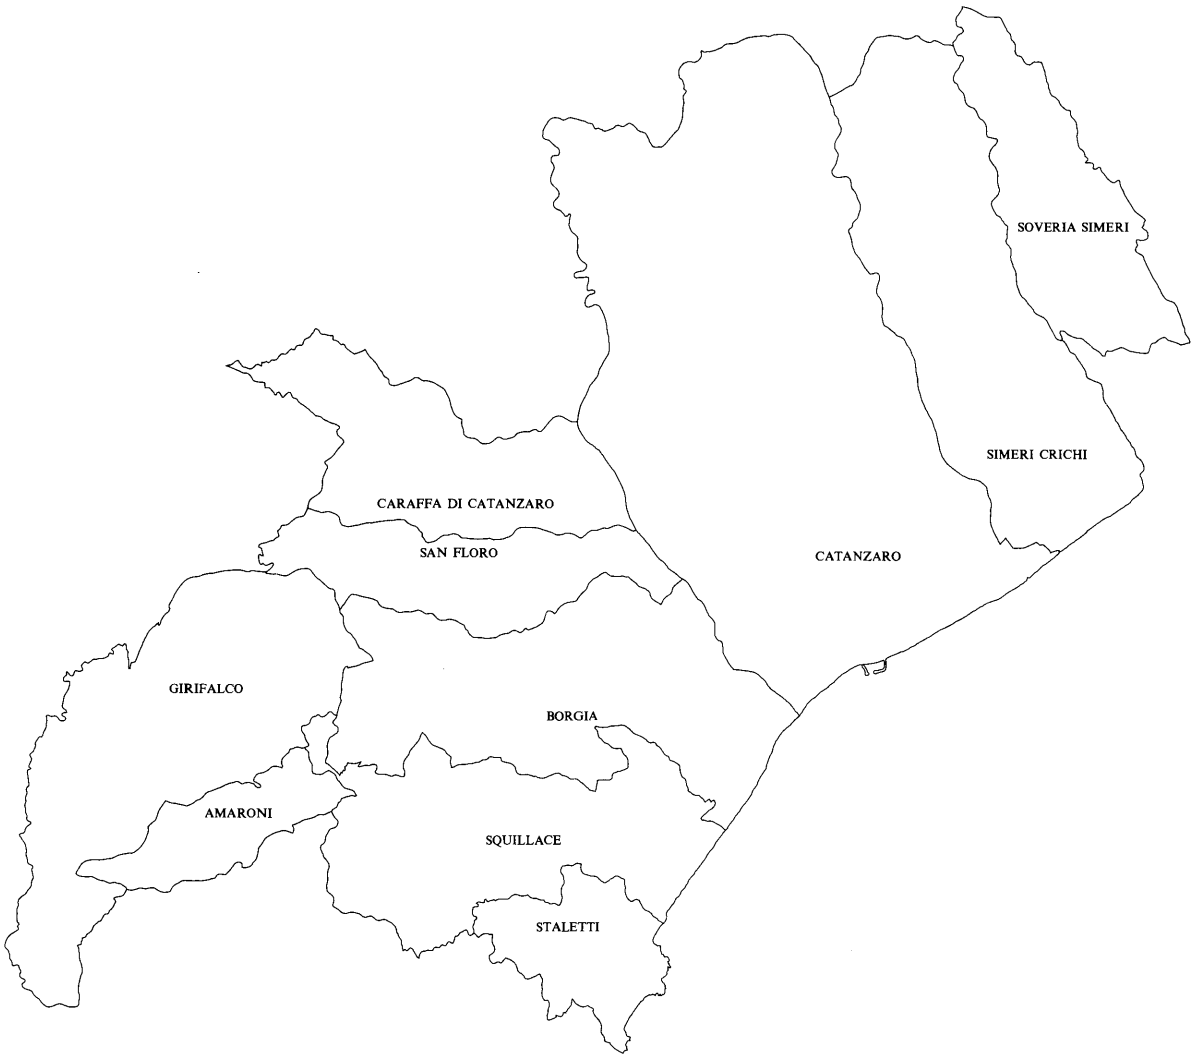 SOVERIA SIMERI
SIMERI CRICHI
CARAFFA DI CATANZARO
SAN FLORO
CATANZARO
GIRIFALCO
BORGIA
AMARONI
SQUILLACE
STALETTI